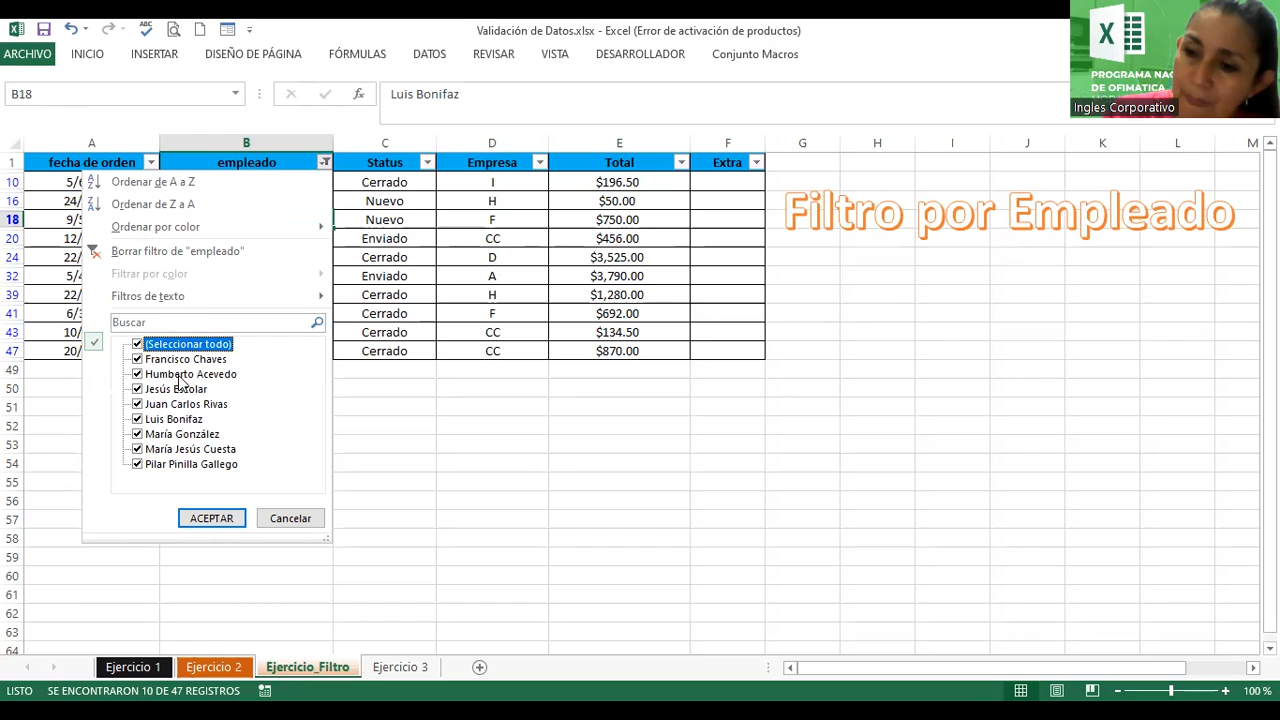 Validación de Datos.xlsx - Excel (Error de activación de productos)
ARCHIVO INICIO INSERTAR DISEÑO DE PÁGINA FÓRMULAS DATOS REVISAR VISTA DESARROLLADOR Conjunto Macros
PROGRAMA NAC
DE OFIMATICA
Ingles Corporativo
B18 fx Luis Bonifaz
A B C D E F G H I J K L M
1 fecha de orden empleado Status Empresa Total Extra
10 5/6 Cerrado I $196.50
16 24/ Nuevo H $50.00
18 9/5 Nuevo F $750.00
20 12/ Enviado CC $456.00
24 22/ Cerrado D $3,525.00
32 5/4 Enviado A $3,790.00
39 22/ Cerrado H $1,280.00
41 6/3 Cerrado F $692.00
43 10/ Cerrado CC $134.50
47 20/ Cerrado CC $870.00
49
50
51
52
53
54
55
56
57
58
59
60
61
62
63
64
Filtro por Empleado
Ordenar de A a Z
Ordenar de Z a A
Ordenar por color
Borrar filtro de "empleado"
Filtrar por color
Filtros de texto
Buscar
(Seleccionar todo)
Francisco Chaves
Humberto Acevedo
Jesús Escolar
Juan Carlos Rivas
Luis Bonifaz
María González
María Jesús Cuesta
Pilar Pinilla Gallego
ACEPTAR Cancelar
Ejercicio 1 Ejercicio 2 Ejercicio_Filtro Ejercicio 3
LISTO SE ENCONTRARON 10 DE 47 REGISTROS 100 %